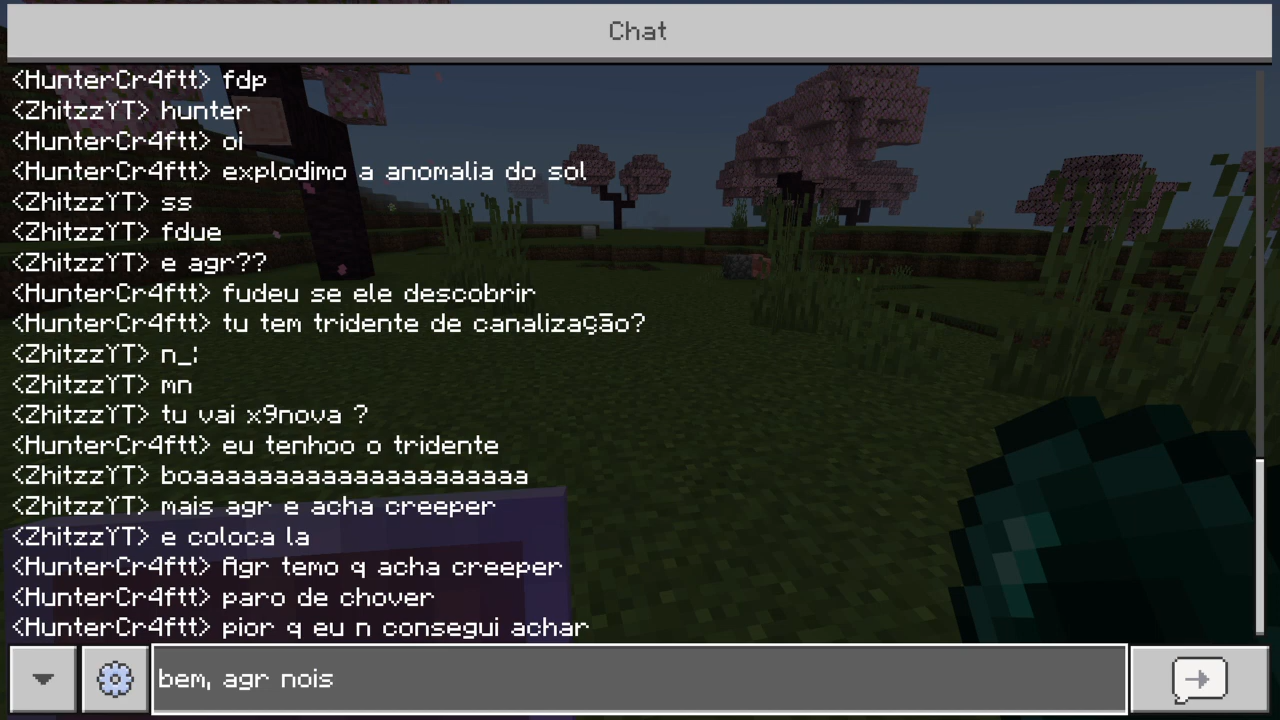 Chat
<HunterCr4ftt> fdp
<ZhitzzYT> hunter
<HunterCr4ftt> oi
<HunterCr4ftt> explodimo a anomalia do sol
<ZhitzzYT> ss
<ZhitzzYT> fdue
<ZhitzzYT> e agr??
<HunterCr4ftt> fudeu se ele descobrir
<HunterCr4ftt> tu tem tridente de canalização?
<ZhitzzYT> n_;
<ZhitzzYT> mn
<ZhitzzYT> tu vai x9nova ?
<HunterCr4ftt> eu tenhoo o tridente
<ZhitzzYT> boaaaaaaaaaaaaaaaaaaaaa
<ZhitzzYT> mais agr e acha creeper
<ZhitzzYT> e coloca la
<HunterCr4ftt> Agr temo q acha creeper
<HunterCr4ftt> paro de chover
<HunterCr4ftt> pior q eu n consegui achar
bem, agr nois